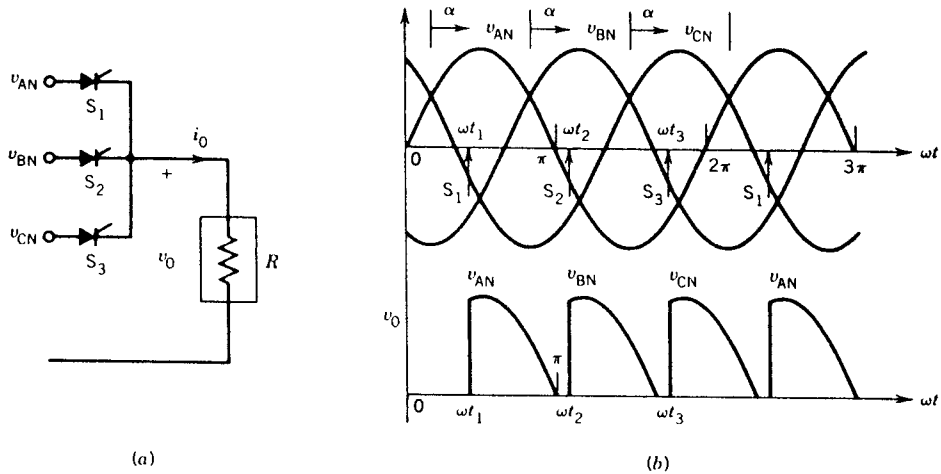 v_AN
S_1
v_BN
S_2
v_CN
S_3
i_0
+
v_0
R
(a)
α v_AN α v_BN α v_CN
0 ωt_1 π ωt_2 ωt_3 2π 3π ωt
S_1 S_2 S_3 S_1
v_AN v_BN v_CN v_AN
v_0
π
0 ωt_1 ωt_2 ωt_3 ωt
(b)